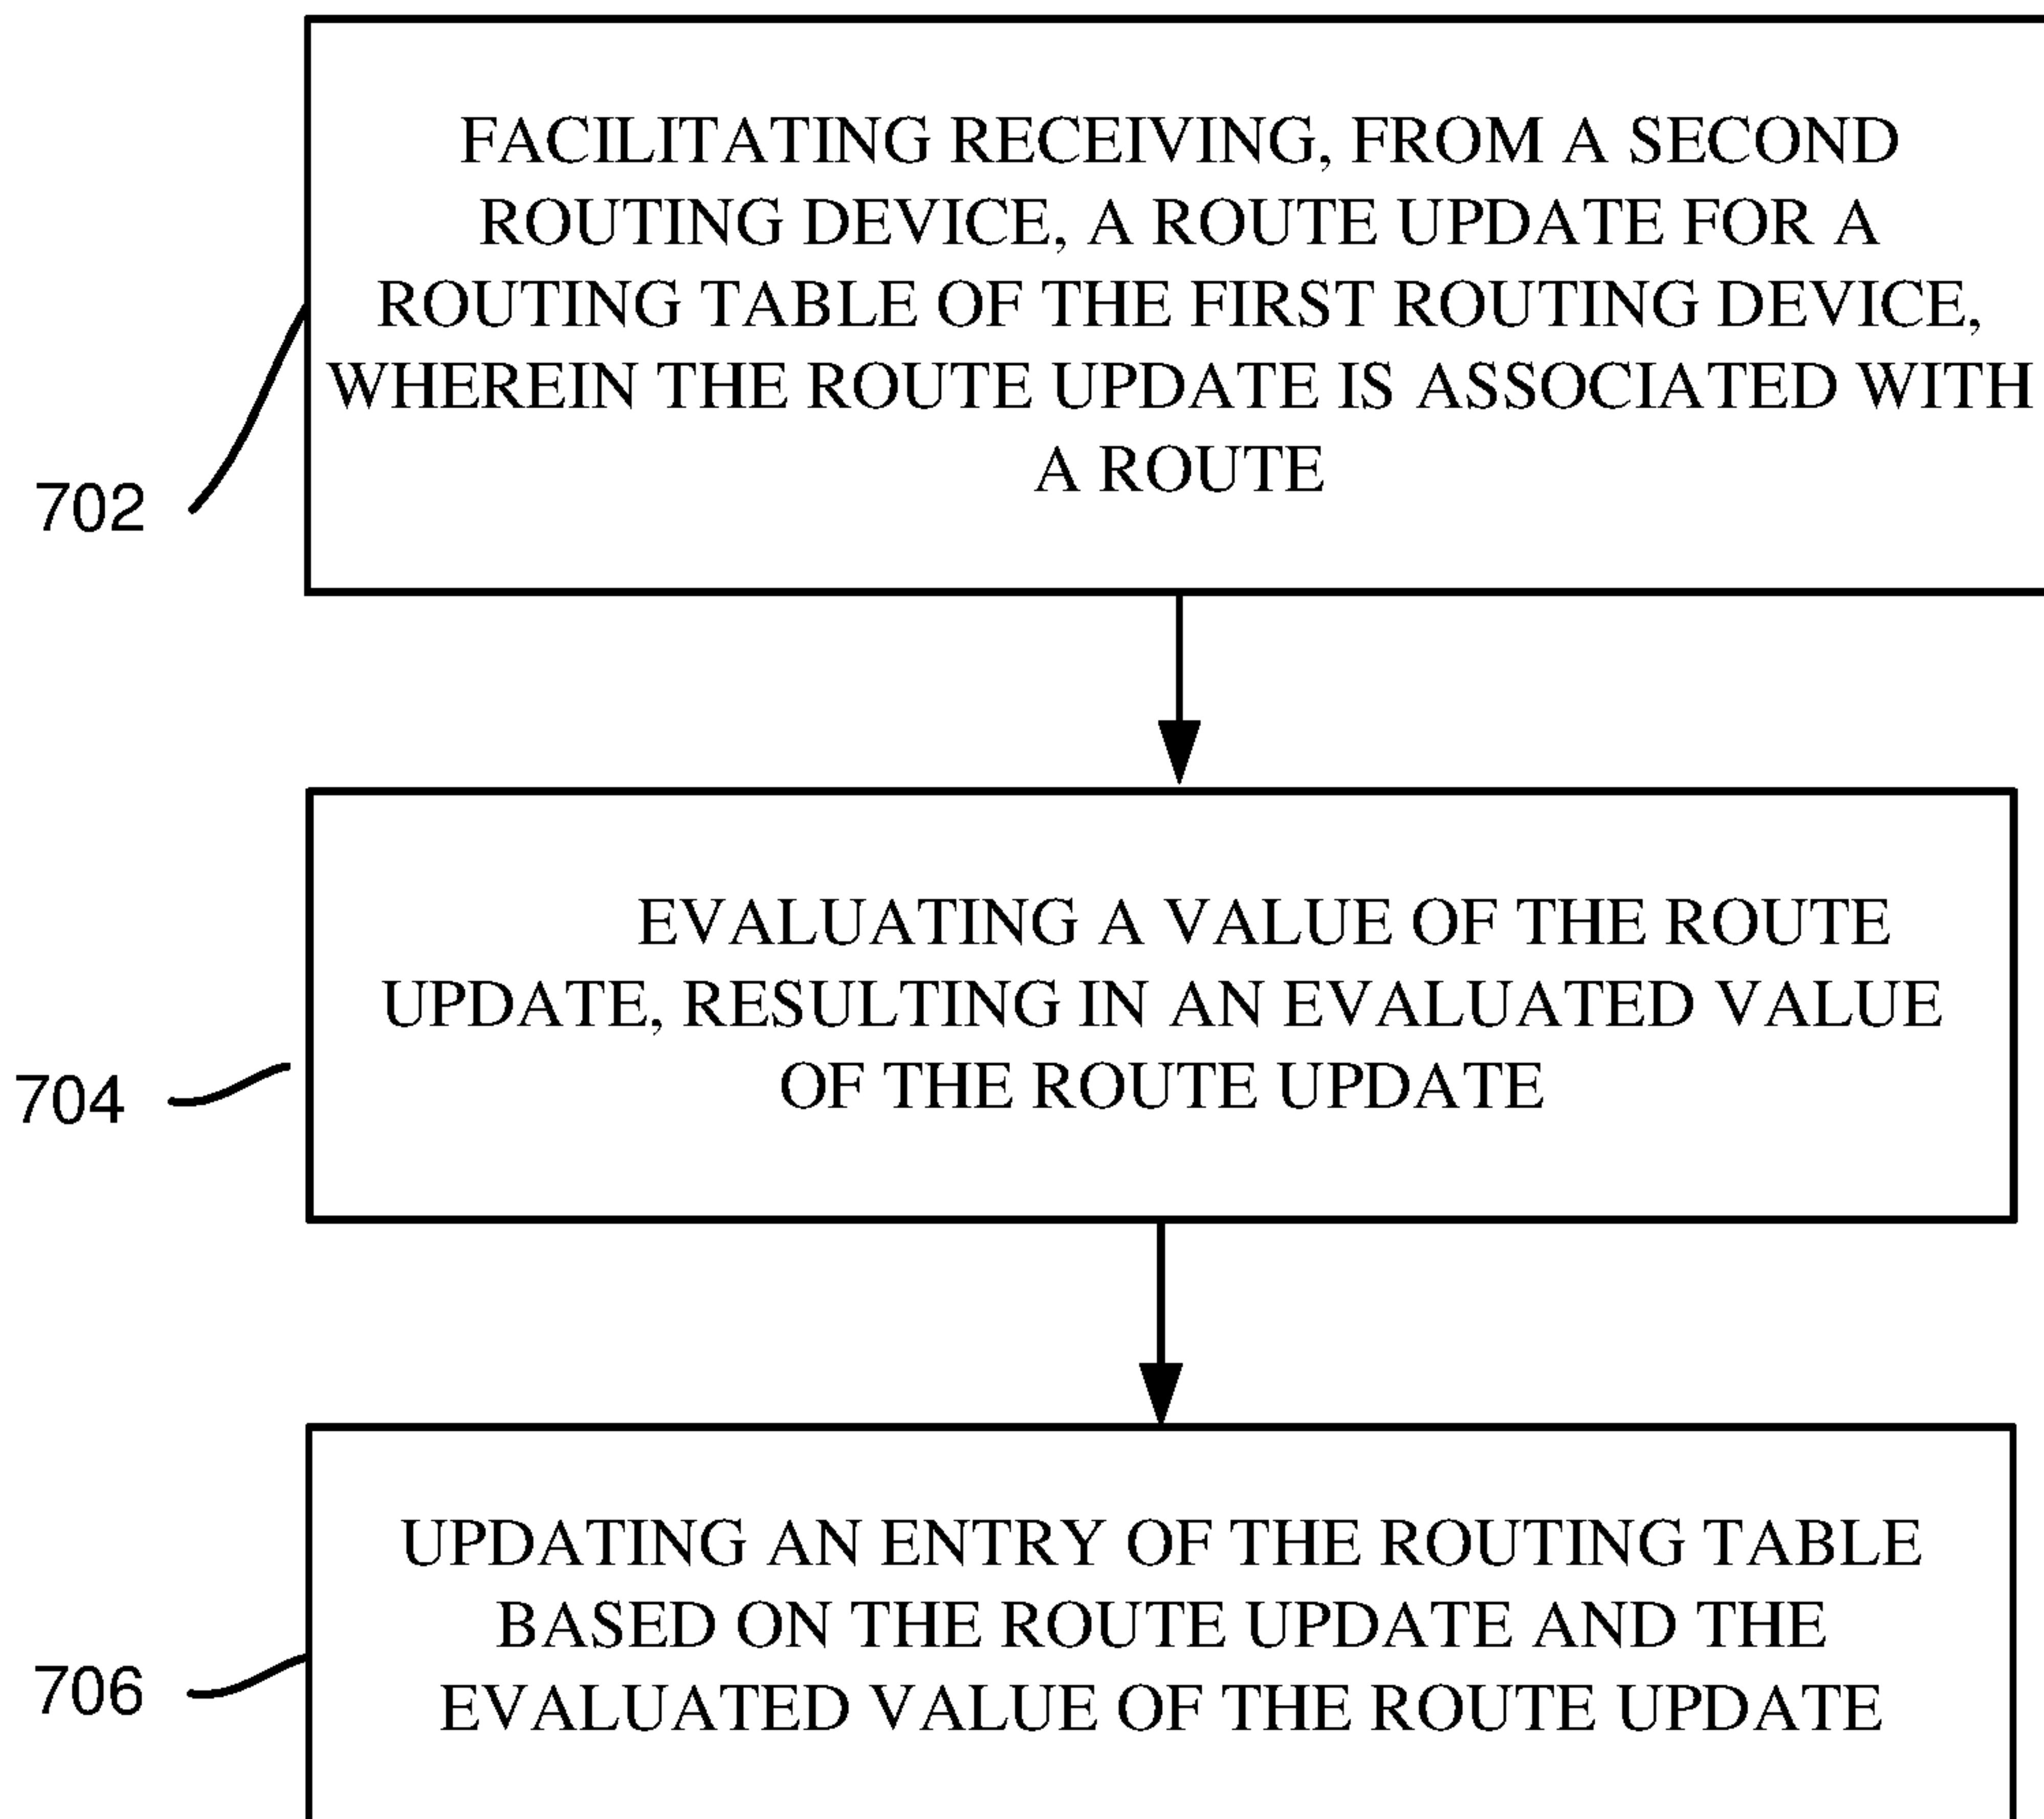 FACILITATING RECEIVING, FROM A SECOND
ROUTING DEVICE, A ROUTE UPDATE FOR A
ROUTING TABLE OF THE FIRST ROUTING DEVICE,
WHEREIN THE ROUTE UPDATE IS ASSOCIATED WITH
A ROUTE
702
EVALUATING A VALUE OF THE ROUTE
UPDATE, RESULTING IN AN EVALUATED VALUE
OF THE ROUTE UPDATE
704
UPDATING AN ENTRY OF THE ROUTING TABLE
BASED ON THE ROUTE UPDATE AND THE
EVALUATED VALUE OF THE ROUTE UPDATE
706